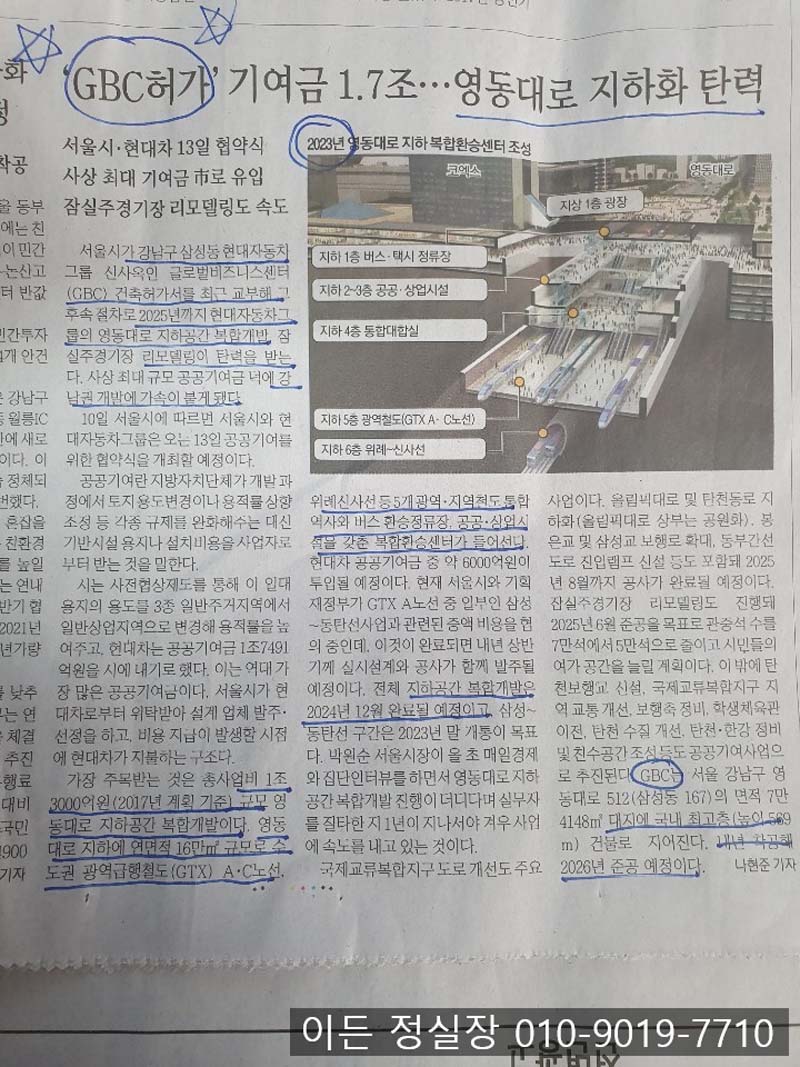 'GBC허가' 기여금 1.7조…영동대로 지하화 탄력
서울시·현대차 13일 협약식
사상 최대 기여금 市로 유입
잠실주경기장 리모델링도 속도
서울시가 강남구 삼성동 현대자동차
그룹 신사옥인 글로벌비즈니스센터
(GBC) 건축허가서를 최근 교부해 그
후속 절차로 2025년까지 현대자동차그
룹의 영동대로 지하공간 복합개발, 잠
실주경기장 리모델링이 탄력을 받는
다. 사상 최대 규모 공공기여금 덕에 강
남권 개발에 가속이 붙게 됐다.
10일 서울시에 따르면 서울시와 현
대자동차그룹은 오는 13일 공공기여를
위한 협약식을 개최할 예정이다.
공공기여란 지방자치단체가 개발 과
정에서 토지 용도변경이나 용적률 상향
조정 등 각종 규제를 완화해주는 대신
기반시설 용지나 설치비용을 사업자로
부터 받는 것을 말한다.
시는 사전협상제도를 통해 이 일대
용지의 용도를 3종 일반주거지역에서
일반상업지역으로 변경해 용적률을 높
여주고, 현대차는 공공기여금 1조7491
억원을 시에 내기로 했다. 이는 역대 가
장 많은 공공기여금이다. 서울시가 현
대차로부터 위탁받아 설계 업체 발주·
선정을 하고, 비용 지급이 발생할 시점
에 현대차가 지불하는 구조다.
가장 주목받는 것은 총사업비 1조
3000억원(2017년 계획 기준) 규모 영
동대로 지하공간 복합개발이다. 영동
대로 지하에 연면적 16만㎡ 규모로 수
도권 광역급행철도(GTX) A·C노선,
2023년 영동대로 지하 복합환승센터 조성
코엑스
영동대로
지상 1층 광장
지하 1층 버스·택시 정류장
지하 2~3층 공공·상업시설
지하 4층 통합대합실
지하 5층 광역철도(GTX A·C노선)
지하 6층 위례~신사선
위례신사선 등 5개 광역·지역철도 통합
역사와 버스 환승정류장, 공공·상업시
설을 갖춘 복합환승센터가 들어선다.
현대차 공공기여금 중 약 6000억원이
투입될 예정이다. 현재 서울시와 기획
재정부가 GTX A노선 중 일부인 삼성
~동탄선사업과 관련된 증액 비용을 협
의 중인데, 이것이 완료되면 내년 상반
기께 실시설계와 공사가 함께 발주될
예정이다. 전체 지하공간 복합개발은
2024년 12월 완료될 예정이고, 삼성~
동탄선 구간은 2023년 말 개통이 목표
다. 박원순 서울시장이 올 초 매일경제
와 집단인터뷰를 하면서 영동대로 지하
공간 복합개발 진행이 더디다며 실무자
를 질타한 지 1년이 지나서야 겨우 사업
에 속도를 내고 있는 것이다.
국제교류복합지구 도로 개선도 주요
사업이다. 올림픽대로 및 탄천동로 지
하화(올림픽대로 상부는 공원화), 봉
은교 및 삼성교 보행로 확대, 동부간선
도로 진입램프 신설 등도 포함돼 2025
년 8월까지 공사가 완료될 예정이다.
잠실주경기장 리모델링도 진행돼
2025년 6월 준공을 목표로 관중석 수를
7만석에서 5만석으로 줄이고 시민들의
여가 공간을 늘릴 계획이다. 이 밖에 탄
천보행교 신설, 국제교류복합지구 지
역 교통 개선, 보행축 정비, 학생체육관
이전, 탄천 수질 개선, 탄천·한강 정비
및 친수공간 조성 등도 공공기여사업으
로 추진된다. GBC는 서울 강남구 영
동대로 512(삼성동 167)의 면적 7만
4148㎡ 대지에 국내 최고층(높이 569
m) 건물로 지어진다. 내년 착공해
2026년 준공 예정이다. 나현준 기자
이든 정실장 010-9019-7710